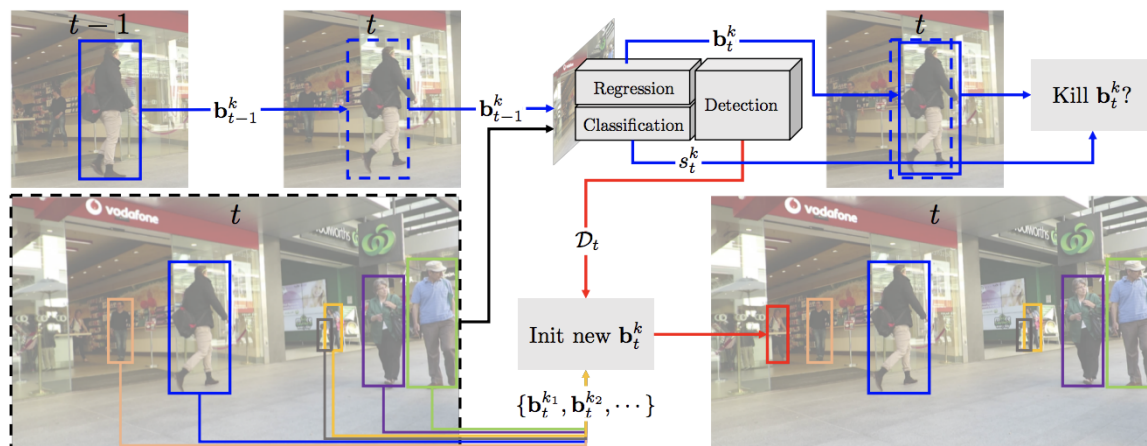 t − 1
t
b_{t-1}^k
b_{t-1}^k
Regression
Classification
Detection
b_t^k
s_t^k
t
Kill b_t^k?
vodafone
WOOLWORTHS
t
D_t
Init new b_t^k
{b_t^{k_1}, b_t^{k_2}, ⋯}
vodafone
t